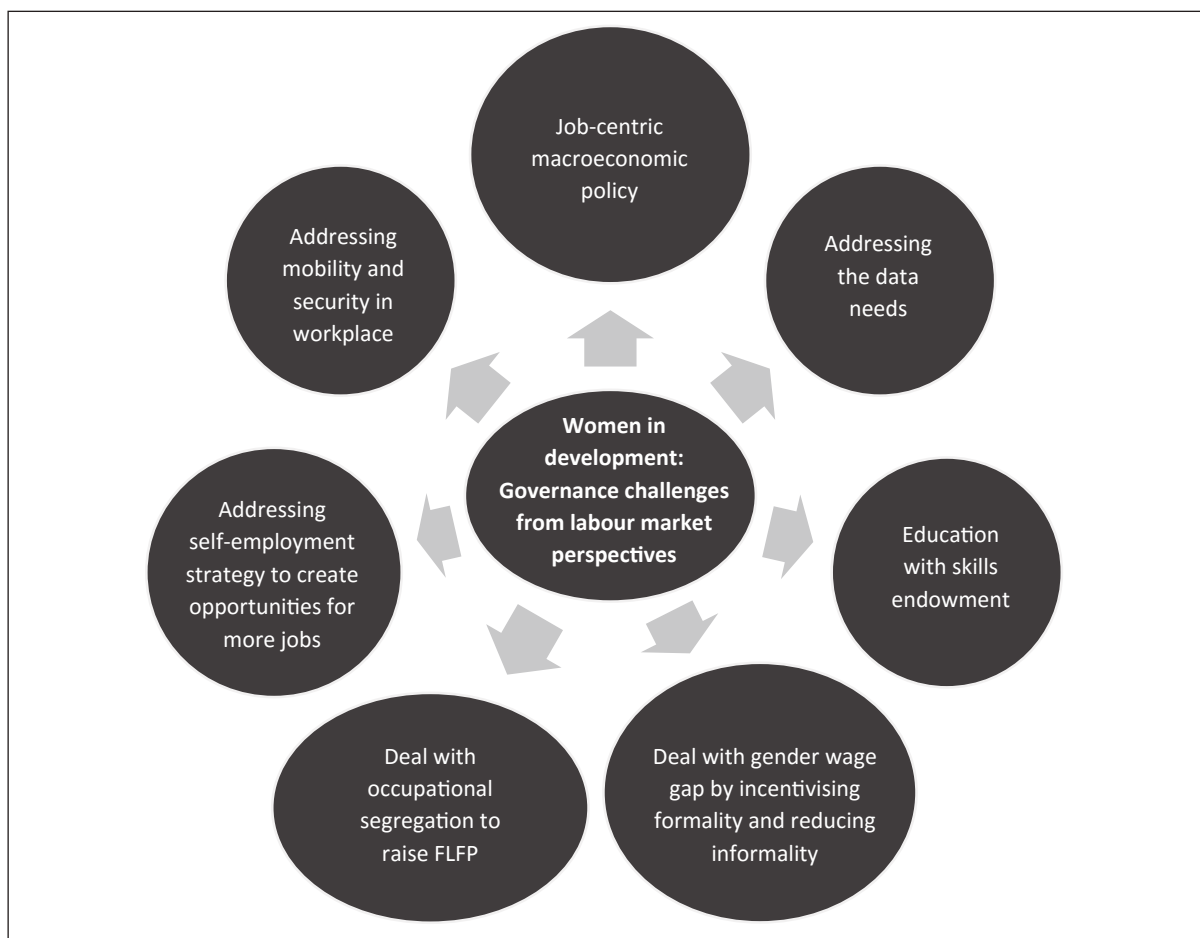 Job-centric
macroeconomic
policy
Addressing
the data
needs
Education
with skills
endowment
Deal with gender wage
gap by incentivising
formality and reducing
informality
Deal with
occupational
segregation to
raise FLFP
Addressing
self-employment
strategy to create
opportunities for
more jobs
Addressing
mobility and
security in
workplace
Women in
development:
Governance challenges
from labour market
perspectives